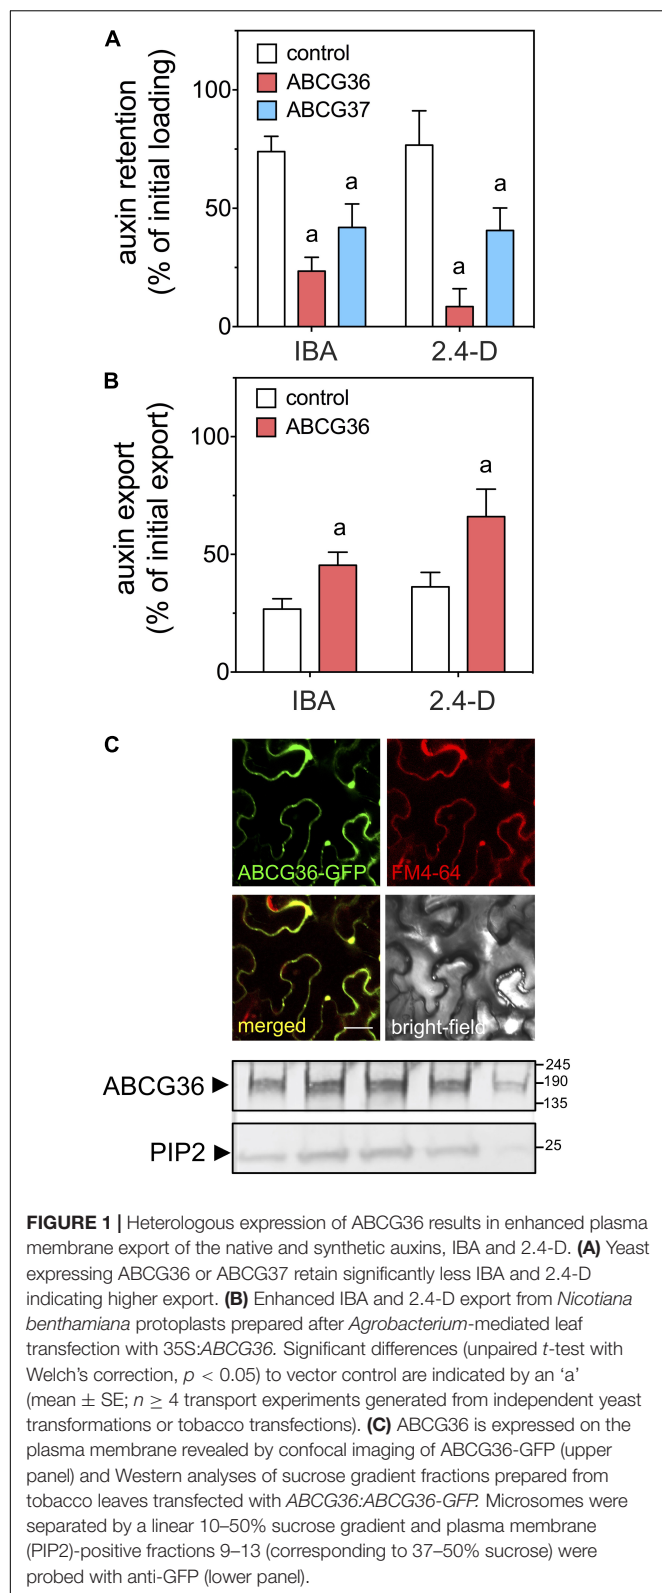 A
control
ABCG36
ABCG37
auxin retention
(% of initial loading)
100
50
0
a
a
a
a
IBA
2.4-D
B
control
ABCG36
auxin export
(% of initial export)
100
50
0
a
a
IBA
2.4-D
C
ABCG36-GFP
FM4-64
merged
bright-field
ABCG36
245
190
135
PIP2
25
FIGURE 1 | Heterologous expression of ABCG36 results in enhanced plasma
membrane export of the native and synthetic auxins, IBA and 2.4-D. (A) Yeast
expressing ABCG36 or ABCG37 retain significantly less IBA and 2.4-D
indicating higher export. (B) Enhanced IBA and 2.4-D export from Nicotiana
benthamiana protoplasts prepared after Agrobacterium-mediated leaf
transfection with 35S:ABCG36. Significant differences (unpaired t-test with
Welch's correction, p < 0.05) to vector control are indicated by an 'a'
(mean ± SE; n ≥ 4 transport experiments generated from independent yeast
transformations or tobacco transfections). (C) ABCG36 is expressed on the
plasma membrane revealed by confocal imaging of ABCG36-GFP (upper
panel) and Western analyses of sucrose gradient fractions prepared from
tobacco leaves transfected with ABCG36:ABCG36-GFP. Microsomes were
separated by a linear 10–50% sucrose gradient and plasma membrane
(PIP2)-positive fractions 9–13 (corresponding to 37–50% sucrose) were
probed with anti-GFP (lower panel).